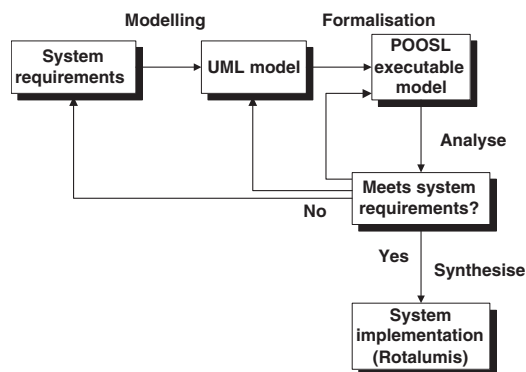 Modelling
Formalisation
System
requirements
UML model
POOSL
executable
model
Analyse
Meets system
requirements?
No
Yes
Synthesise
System
implementation
(Rotalumis)